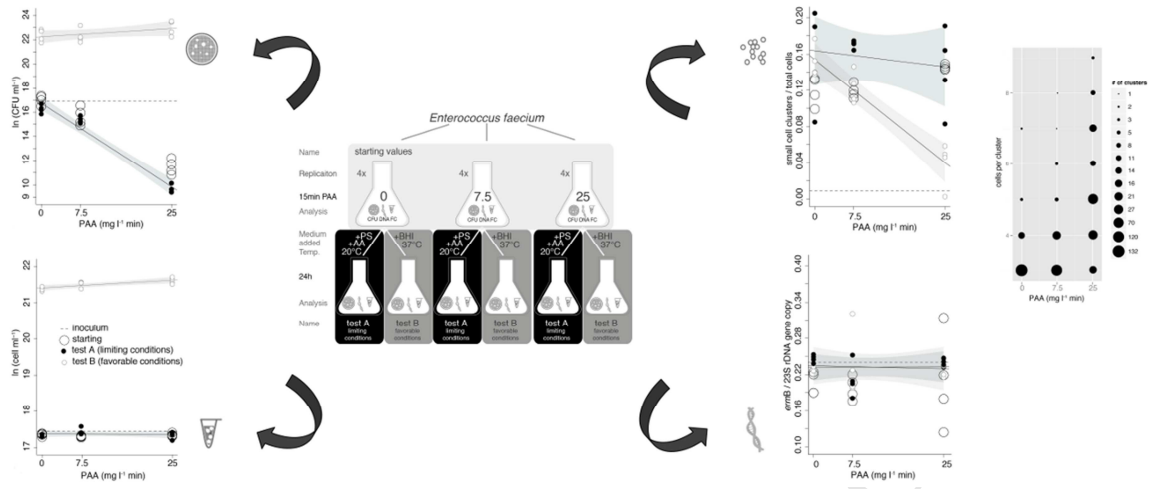 24
22
20
18
16
14
12
10
9
ln (CFU ml⁻¹)
0
7.5
25
PAA (mg l⁻¹ min)
22
21
20
19
18
17
ln (cell ml⁻¹)
inoculum
starting
test A (limiting conditions)
test B (favorable conditions)
0
7.5
25
PAA (mg l⁻¹ min)
Enterococcus faecium
Name
starting values
Replicaiton
4x
4x
4x
15min PAA
0
7.5
25
Analysis
CFU DNA FC
CFU DNA FC
CFU DNA FC
Medium added
Temp.
+PS +AA 20°C
+BHI 37°C
+PS +AA 20°C
+BHI 37°C
+PS +AA 20°C
+BHI 37°C
24h
Analysis
Name
test A limiting conditions
test B favorable conditions
test A limiting conditions
test B favorable conditions
test A limiting conditions
test B favorable conditions
0.20
0.16
0.12
0.08
0.04
0.00
small cell clusters / total cells
0
7.5
25
PAA (mg l⁻¹ min)
0.40
0.34
0.28
0.22
0.16
0.10
ermB / 23S rDNA gene copy
0
7.5
25
PAA (mg l⁻¹ min)
cells per cluster
8
6
4
0
7.5
25
PAA (mg l⁻¹ min)
# of clusters
1
2
3
5
8
11
14
16
21
27
70
120
132